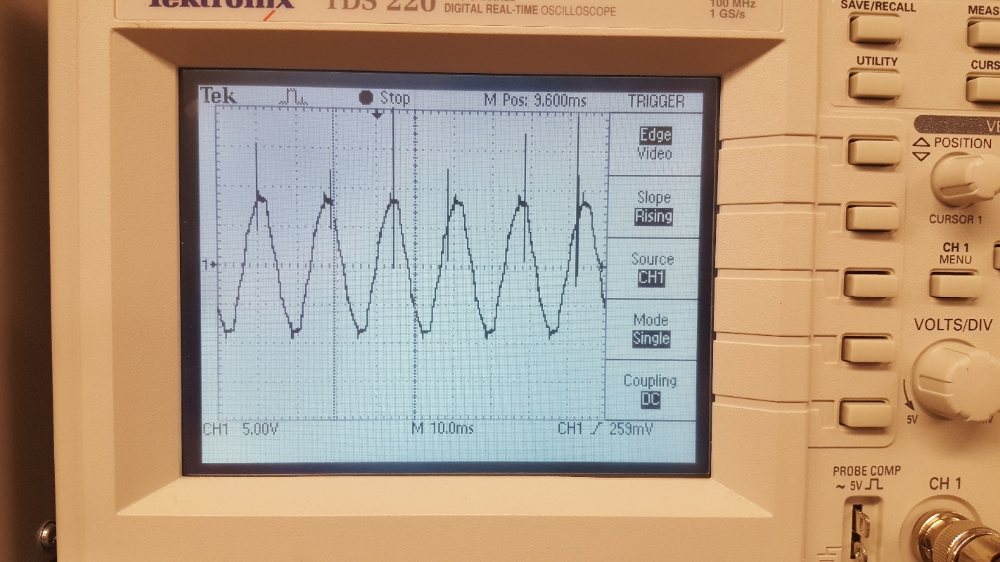 Tektronix TDS 220
DIGITAL REAL-TIME OSCILLOSCOPE
100 MHz
1 GS/s
SAVE/RECALL
UTILITY
Tek Stop M Pos: 9.600ms TRIGGER
Edge
Video
Slope
Rising
Source
CH1
Mode
Single
Coupling
DC
1
CH1 5.00V M 10.0ms CH1 259mV
POSITION
CURSOR 1
CH 1
MENU
VOLTS/DIV
5V
PROBE COMP
~ 5V
CH 1